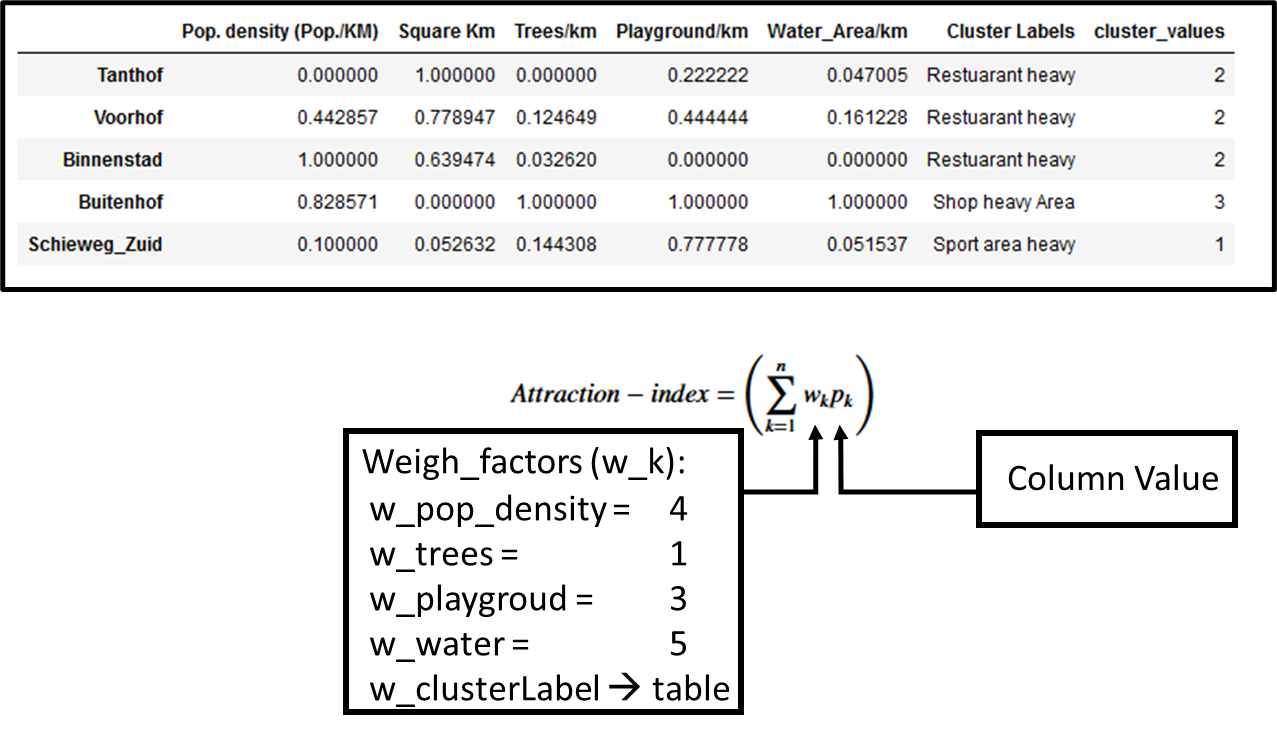 Pop. density (Pop./KM) Square Km Trees/km Playground/km Water_Area/km Cluster Labels cluster_values
Tanthof 0.000000 1.000000 0.000000 0.222222 0.047005 Restuarant heavy 2
Voorhof 0.442857 0.778947 0.124649 0.444444 0.161228 Restuarant heavy 2
Binnenstad 1.000000 0.639474 0.032620 0.000000 0.000000 Restuarant heavy 2
Buitenhof 0.828571 0.000000 1.000000 1.000000 1.000000 Shop heavy Area 3
Schieweg_Zuid 0.100000 0.052632 0.144308 0.777778 0.051537 Sport area heavy 1
n
Attraction − index = ( ∑ wₖpₖ )
k=1
Weigh_factors (w_k):
w_pop_density = 4
w_trees = 1
w_playgroud = 3
w_water = 5
w_clusterLabel → table
Column Value